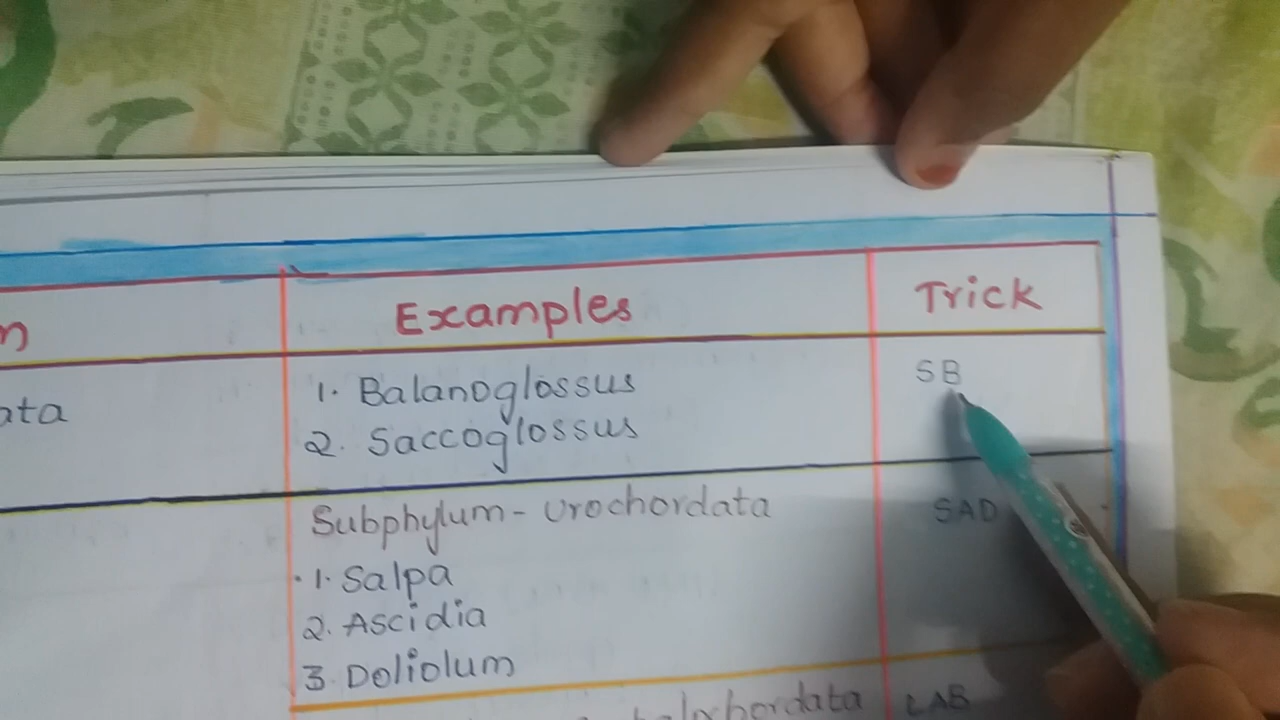 Examples
Trick
ata
1. Balanoglossus
2. Saccoglossus
SB
Subphylum - Urochordata
1. Salpa
2. Ascidia
3. Doliolum
SAD
LAB